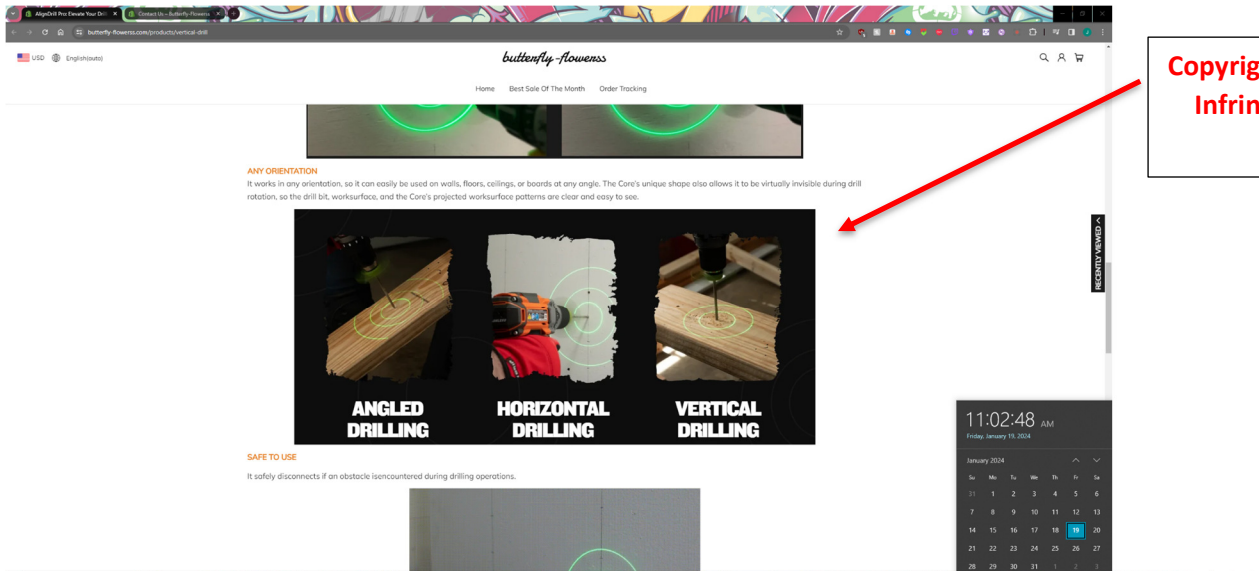 AlignDrill Pro: Elevate Your Dril
Contact Us – Butterfly-Flowerss
butterfly-flowerss.com/products/vertical-drill
USD English(auto)
butterfly-flowerss
Home Best Sale Of The Month Order Tracking
Copyrig
Infrin
ANY ORIENTATION
It works in any orientation, so it can easily be used on walls, floors, ceilings, or boards at any angle. The Core's unique shape also allows it to be virtually invisible during drill
rotation, so the drill bit, worksurface, and the Core's projected worksurface patterns are clear and easy to see.
RECENTLY VIEWED
ANGLED
DRILLING
HORIZONTAL
DRILLING
VERTICAL
DRILLING
SAFE TO USE
It safely disconnects if an obstacle isencountered during drilling operations.
11:02:48 AM
Friday, January 19, 2024
January 2024
Su Mo Tu We Th Fr Sa
31 1 2 3 4 5 6
7 8 9 10 11 12 13
14 15 16 17 18 19 20
21 22 23 24 25 26 27
28 29 30 31 1 2 3